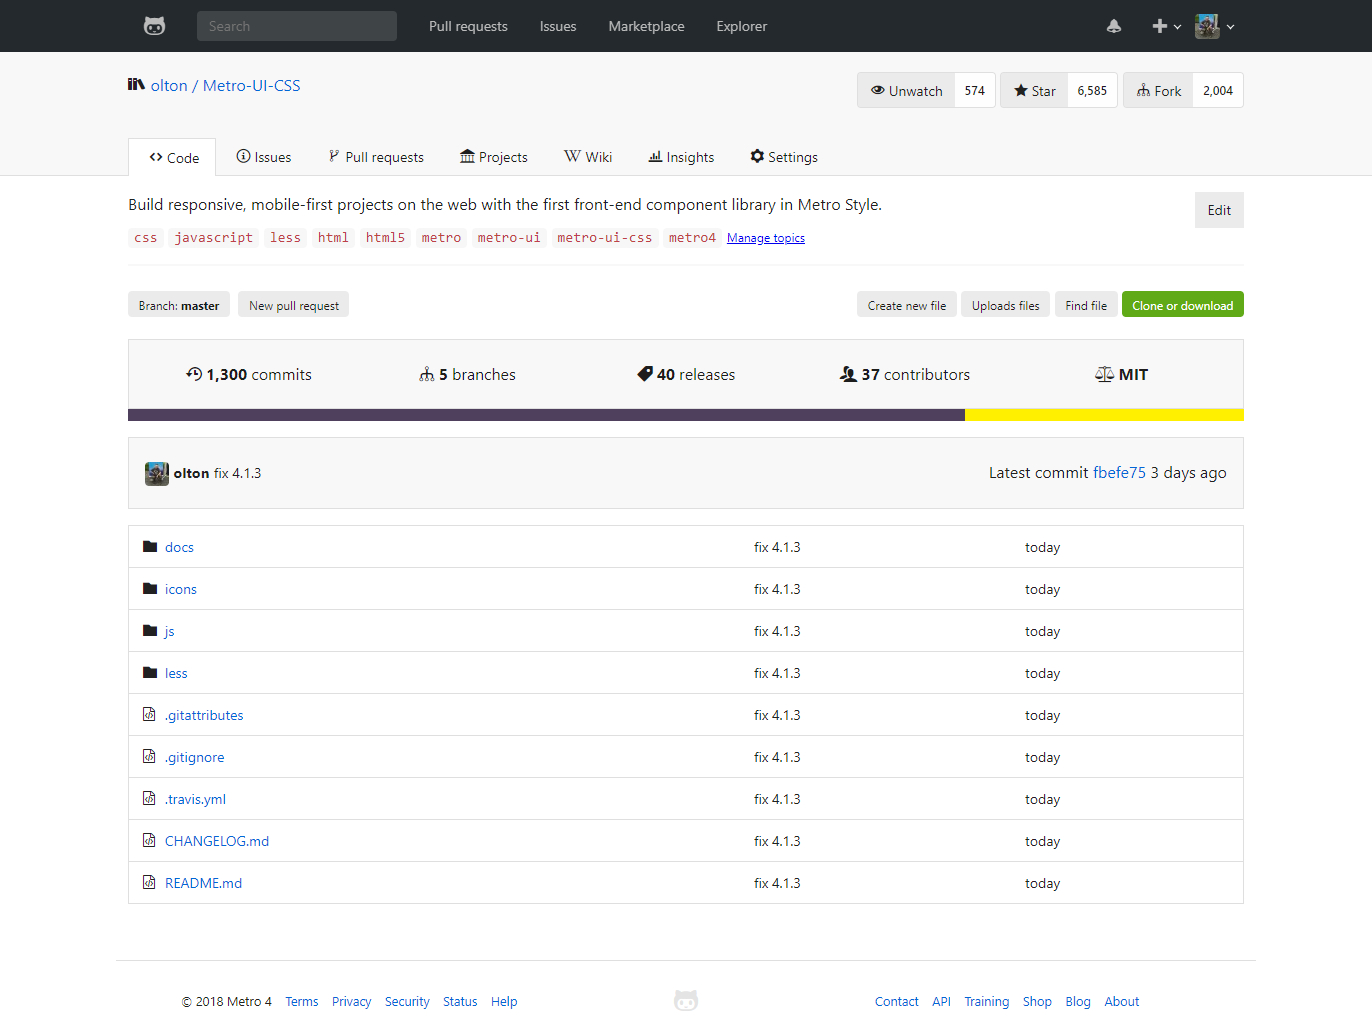 Search Pull requests Issues Marketplace Explorer
olton / Metro-UI-CSS Unwatch 574 Star 6,585 Fork 2,004
Code Issues Pull requests Projects Wiki Insights Settings
Build responsive, mobile-first projects on the web with the first front-end component library in Metro Style. Edit
css javascript less html html5 metro metro-ui metro-ui-css metro4 Manage topics
Branch: master New pull request Create new file Uploads files Find file Clone or download
1,300 commits 5 branches 40 releases 37 contributors MIT
olton fix 4.1.3 Latest commit fbefe75 3 days ago
docs fix 4.1.3 today
icons fix 4.1.3 today
js fix 4.1.3 today
less fix 4.1.3 today
.gitattributes fix 4.1.3 today
.gitignore fix 4.1.3 today
.travis.yml fix 4.1.3 today
CHANGELOG.md fix 4.1.3 today
README.md fix 4.1.3 today
© 2018 Metro 4 Terms Privacy Security Status Help Contact API Training Shop Blog About